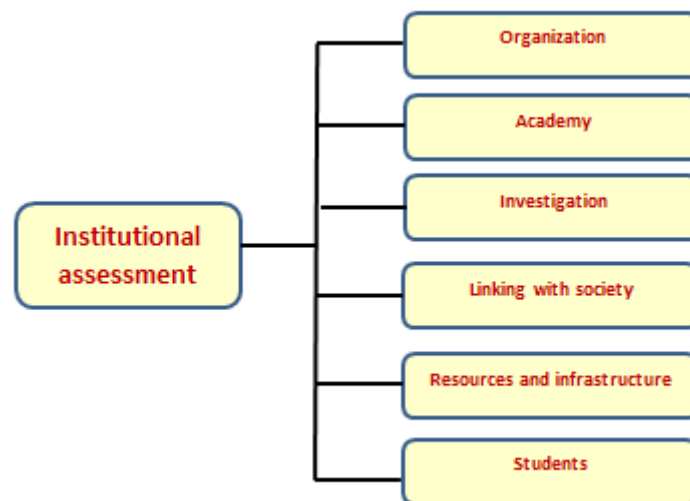 Organization
Academy
Investigation
Institutional
assessment
Linking with society
Resources and infrastructure
Students